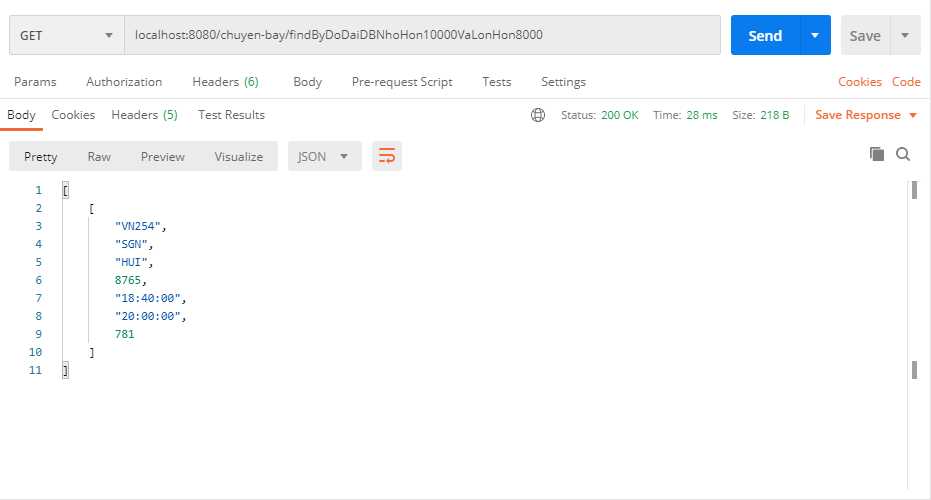 GET localhost:8080/chuyen-bay/findByDoDaiDBNhoHon10000VaLonHon8000 Send Save
Params Authorization Headers (6) Body Pre-request Script Tests Settings Cookies Code
Body Cookies Headers (5) Test Results Status: 200 OK Time: 28 ms Size: 218 B Save Response
Pretty Raw Preview Visualize JSON
1 [
2 [
3 "VN254",
4 "SGN",
5 "HUI",
6 8765,
7 "18:40:00",
8 "20:00:00",
9 781
10 ]
11 ]